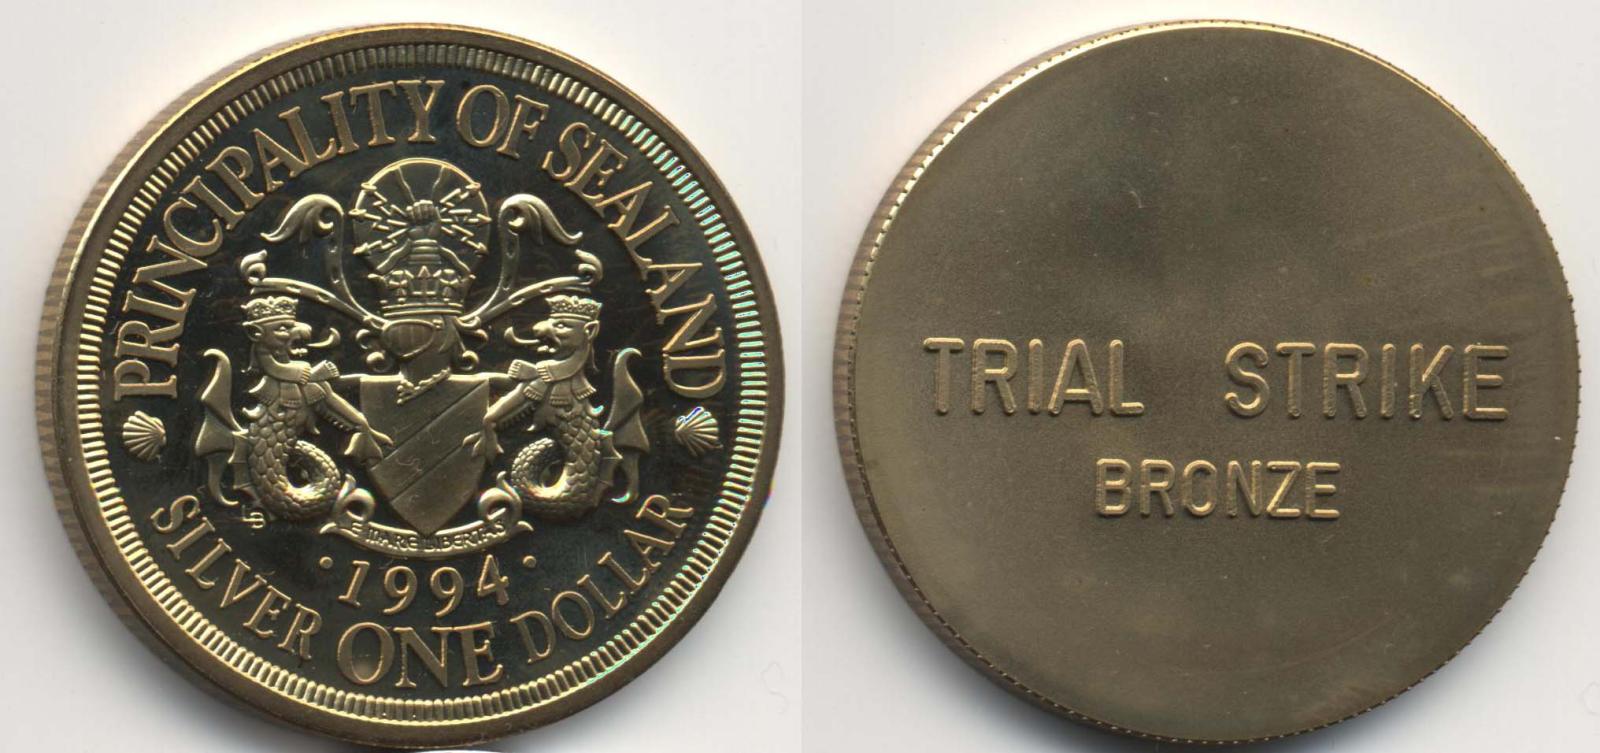 PRINCIPALITY OF SEALAND
LB
E MARE LIBERTAS
·1994·
SILVER ONE DOLLAR
TRIAL STRIKE
BRONZE